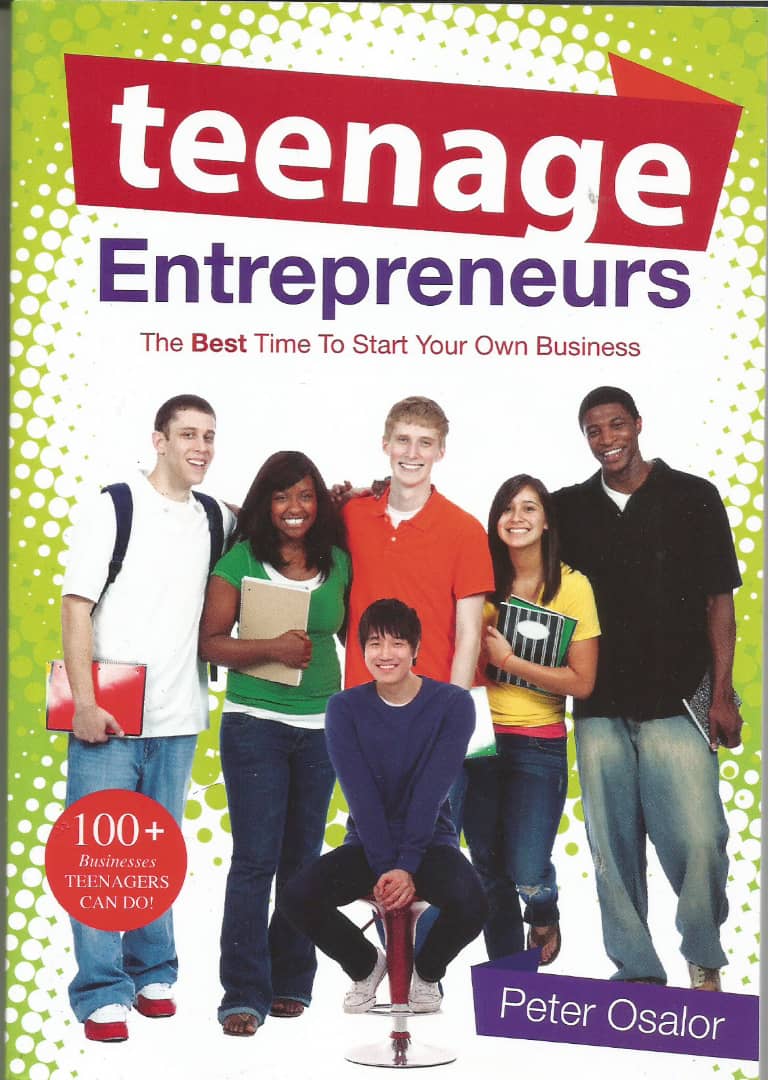 teenage
Entrepreneurs
The Best Time To Start Your Own Business
100+
Businesses
TEENAGERS
CAN DO!
Peter Osalor